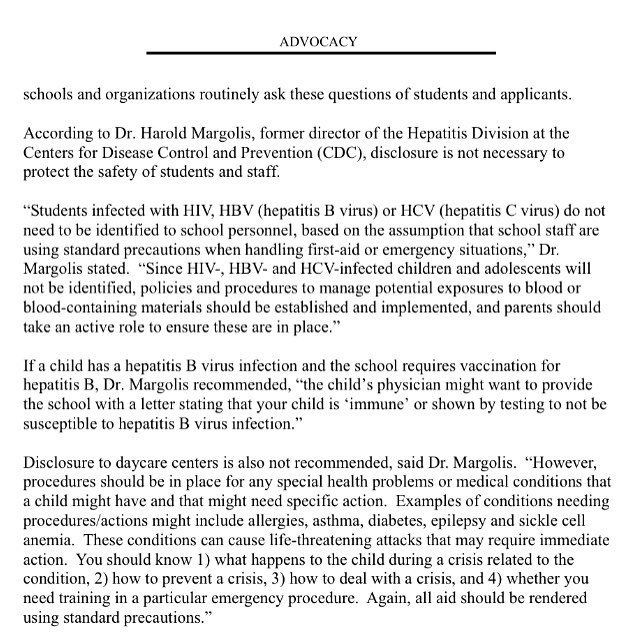 ADVOCACY
schools and organizations routinely ask these questions of students and applicants.
According to Dr. Harold Margolis, former director of the Hepatitis Division at the
Centers for Disease Control and Prevention (CDC), disclosure is not necessary to
protect the safety of students and staff.
“Students infected with HIV, HBV (hepatitis B virus) or HCV (hepatitis C virus) do not
need to be identified to school personnel, based on the assumption that school staff are
using standard precautions when handling first-aid or emergency situations,” Dr.
Margolis stated.  “Since HIV-, HBV- and HCV-infected children and adolescents will
not be identified, policies and procedures to manage potential exposures to blood or
blood-containing materials should be established and implemented, and parents should
take an active role to ensure these are in place.”
If a child has a hepatitis B virus infection and the school requires vaccination for
hepatitis B, Dr. Margolis recommended, “the child’s physician might want to provide
the school with a letter stating that your child is ‘immune’ or shown by testing to not be
susceptible to hepatitis B virus infection.”
Disclosure to daycare centers is also not recommended, said Dr. Margolis.  “However,
procedures should be in place for any special health problems or medical conditions that
a child might have and that might need specific action.  Examples of conditions needing
procedures/actions might include allergies, asthma, diabetes, epilepsy and sickle cell
anemia.  These conditions can cause life-threatening attacks that may require immediate
action.  You should know 1) what happens to the child during a crisis related to the
condition, 2) how to prevent a crisis, 3) how to deal with a crisis, and 4) whether you
need training in a particular emergency procedure.  Again, all aid should be rendered
using standard precautions.”